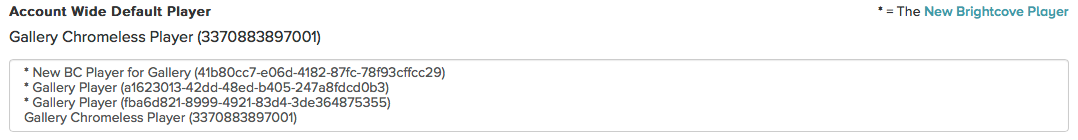 Account Wide Default Player
* = The New Brightcove Player
Gallery Chromeless Player (3370883897001)
* New BC Player for Gallery (41b80cc7-e06d-4182-87fc-78f93cffcc29)
* Gallery Player (a1623013-42dd-48ed-b405-247a8fdcd0b3)
* Gallery Player (fba6d821-8999-4921-83d4-3de364875355)
Gallery Chromeless Player (3370883897001)